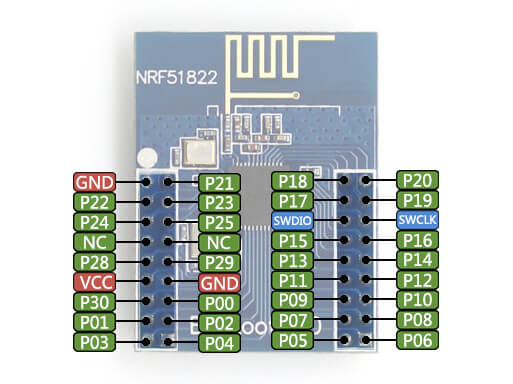 NRF51822
GND P21 P18 P20
P22 P23 P17 P19
P24 P25 SWDIO SWCLK
NC NC P15 P16
P28 P29 P13 P14
VCC GND P11 P12
P30 P00 P09 P10
P01 P02 P07 P08
P03 P04 P05 P06